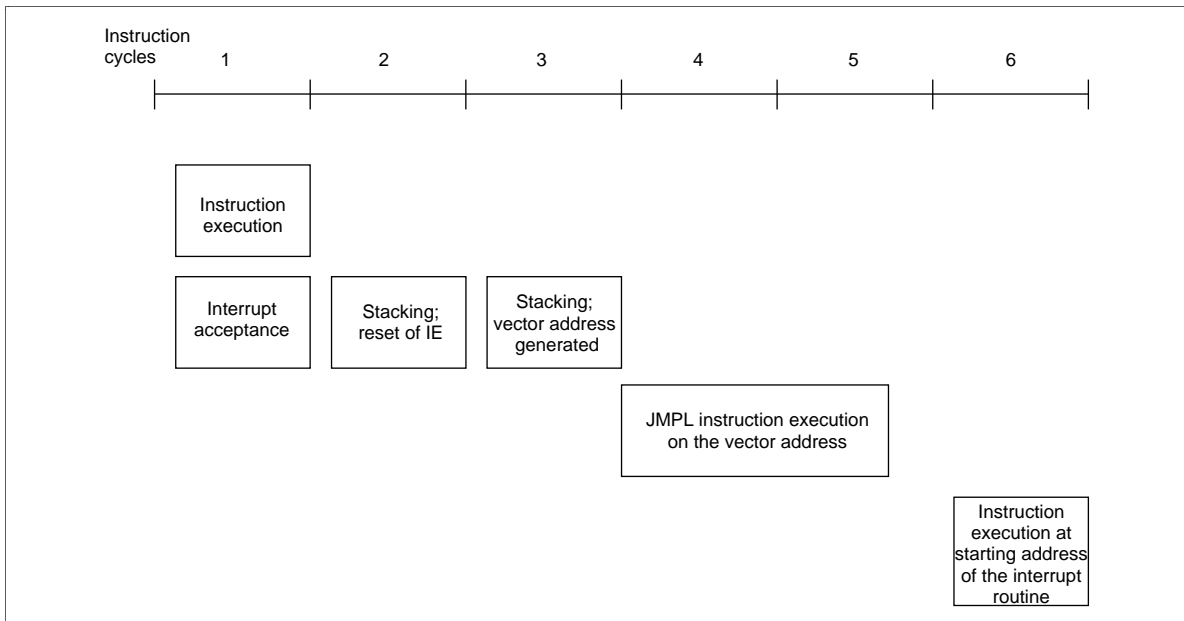 Instruction
cycles
1 2 3 4 5 6
Instruction
execution
Interrupt
acceptance
Stacking;
reset of IE
Stacking;
vector address
generated
JMPL instruction execution
on the vector address
Instruction
execution at
starting address
of the interrupt
routine